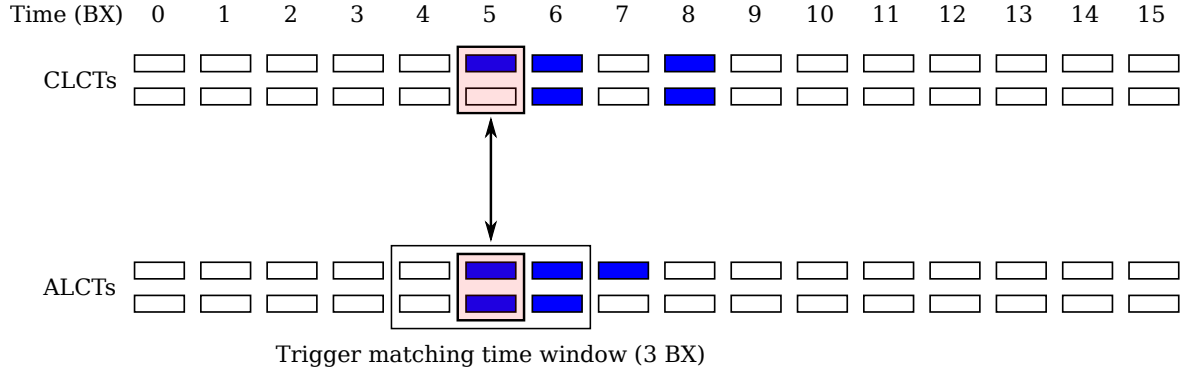 Time (BX) 0 1 2 3 4 5 6 7 8 9 10 11 12 13 14 15
CLCTs
ALCTs
Trigger matching time window (3 BX)